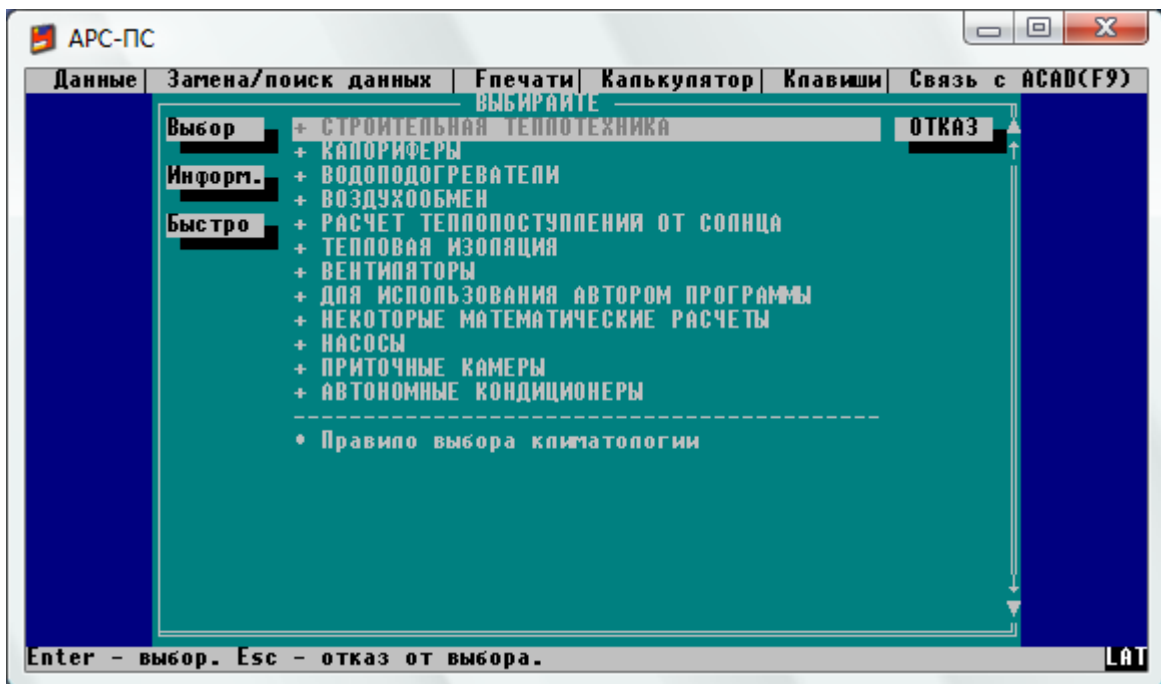 АРС-ПС
Данные| Замена/поиск данных | Fпечати| Калькулятор| Клавиши| Связь с ACAD(F9)
ВЫБИРАЙТЕ
Выбор + СТРОИТЕЛЬНАЯ ТЕПЛОТЕХНИКА ОТКАЗ
+ КАЛОРИФЕРЫ
Информ. + ВОДОПОДОГРЕВАТЕЛИ
+ ВОЗДУХООБМЕН
Быстро + РАСЧЕТ ТЕПЛОПОСТУПЛЕНИЯ ОТ СОЛНЦА
+ ТЕПЛОВАЯ ИЗОЛЯЦИЯ
+ ВЕНТИЛЯТОРЫ
+ ДЛЯ ИСПОЛЬЗОВАНИЯ АВТОРОМ ПРОГРАММЫ
+ НЕКОТОРЫЕ МАТЕМАТИЧЕСКИЕ РАСЧЕТЫ
+ НАСОСЫ
+ ПРИТОЧНЫЕ КАМЕРЫ
+ АВТОНОМНЫЕ КОНДИЦИОНЕРЫ
------------------------------------------
• Правило выбора климатологии
Enter - выбор. Esc - отказ от выбора. LAT